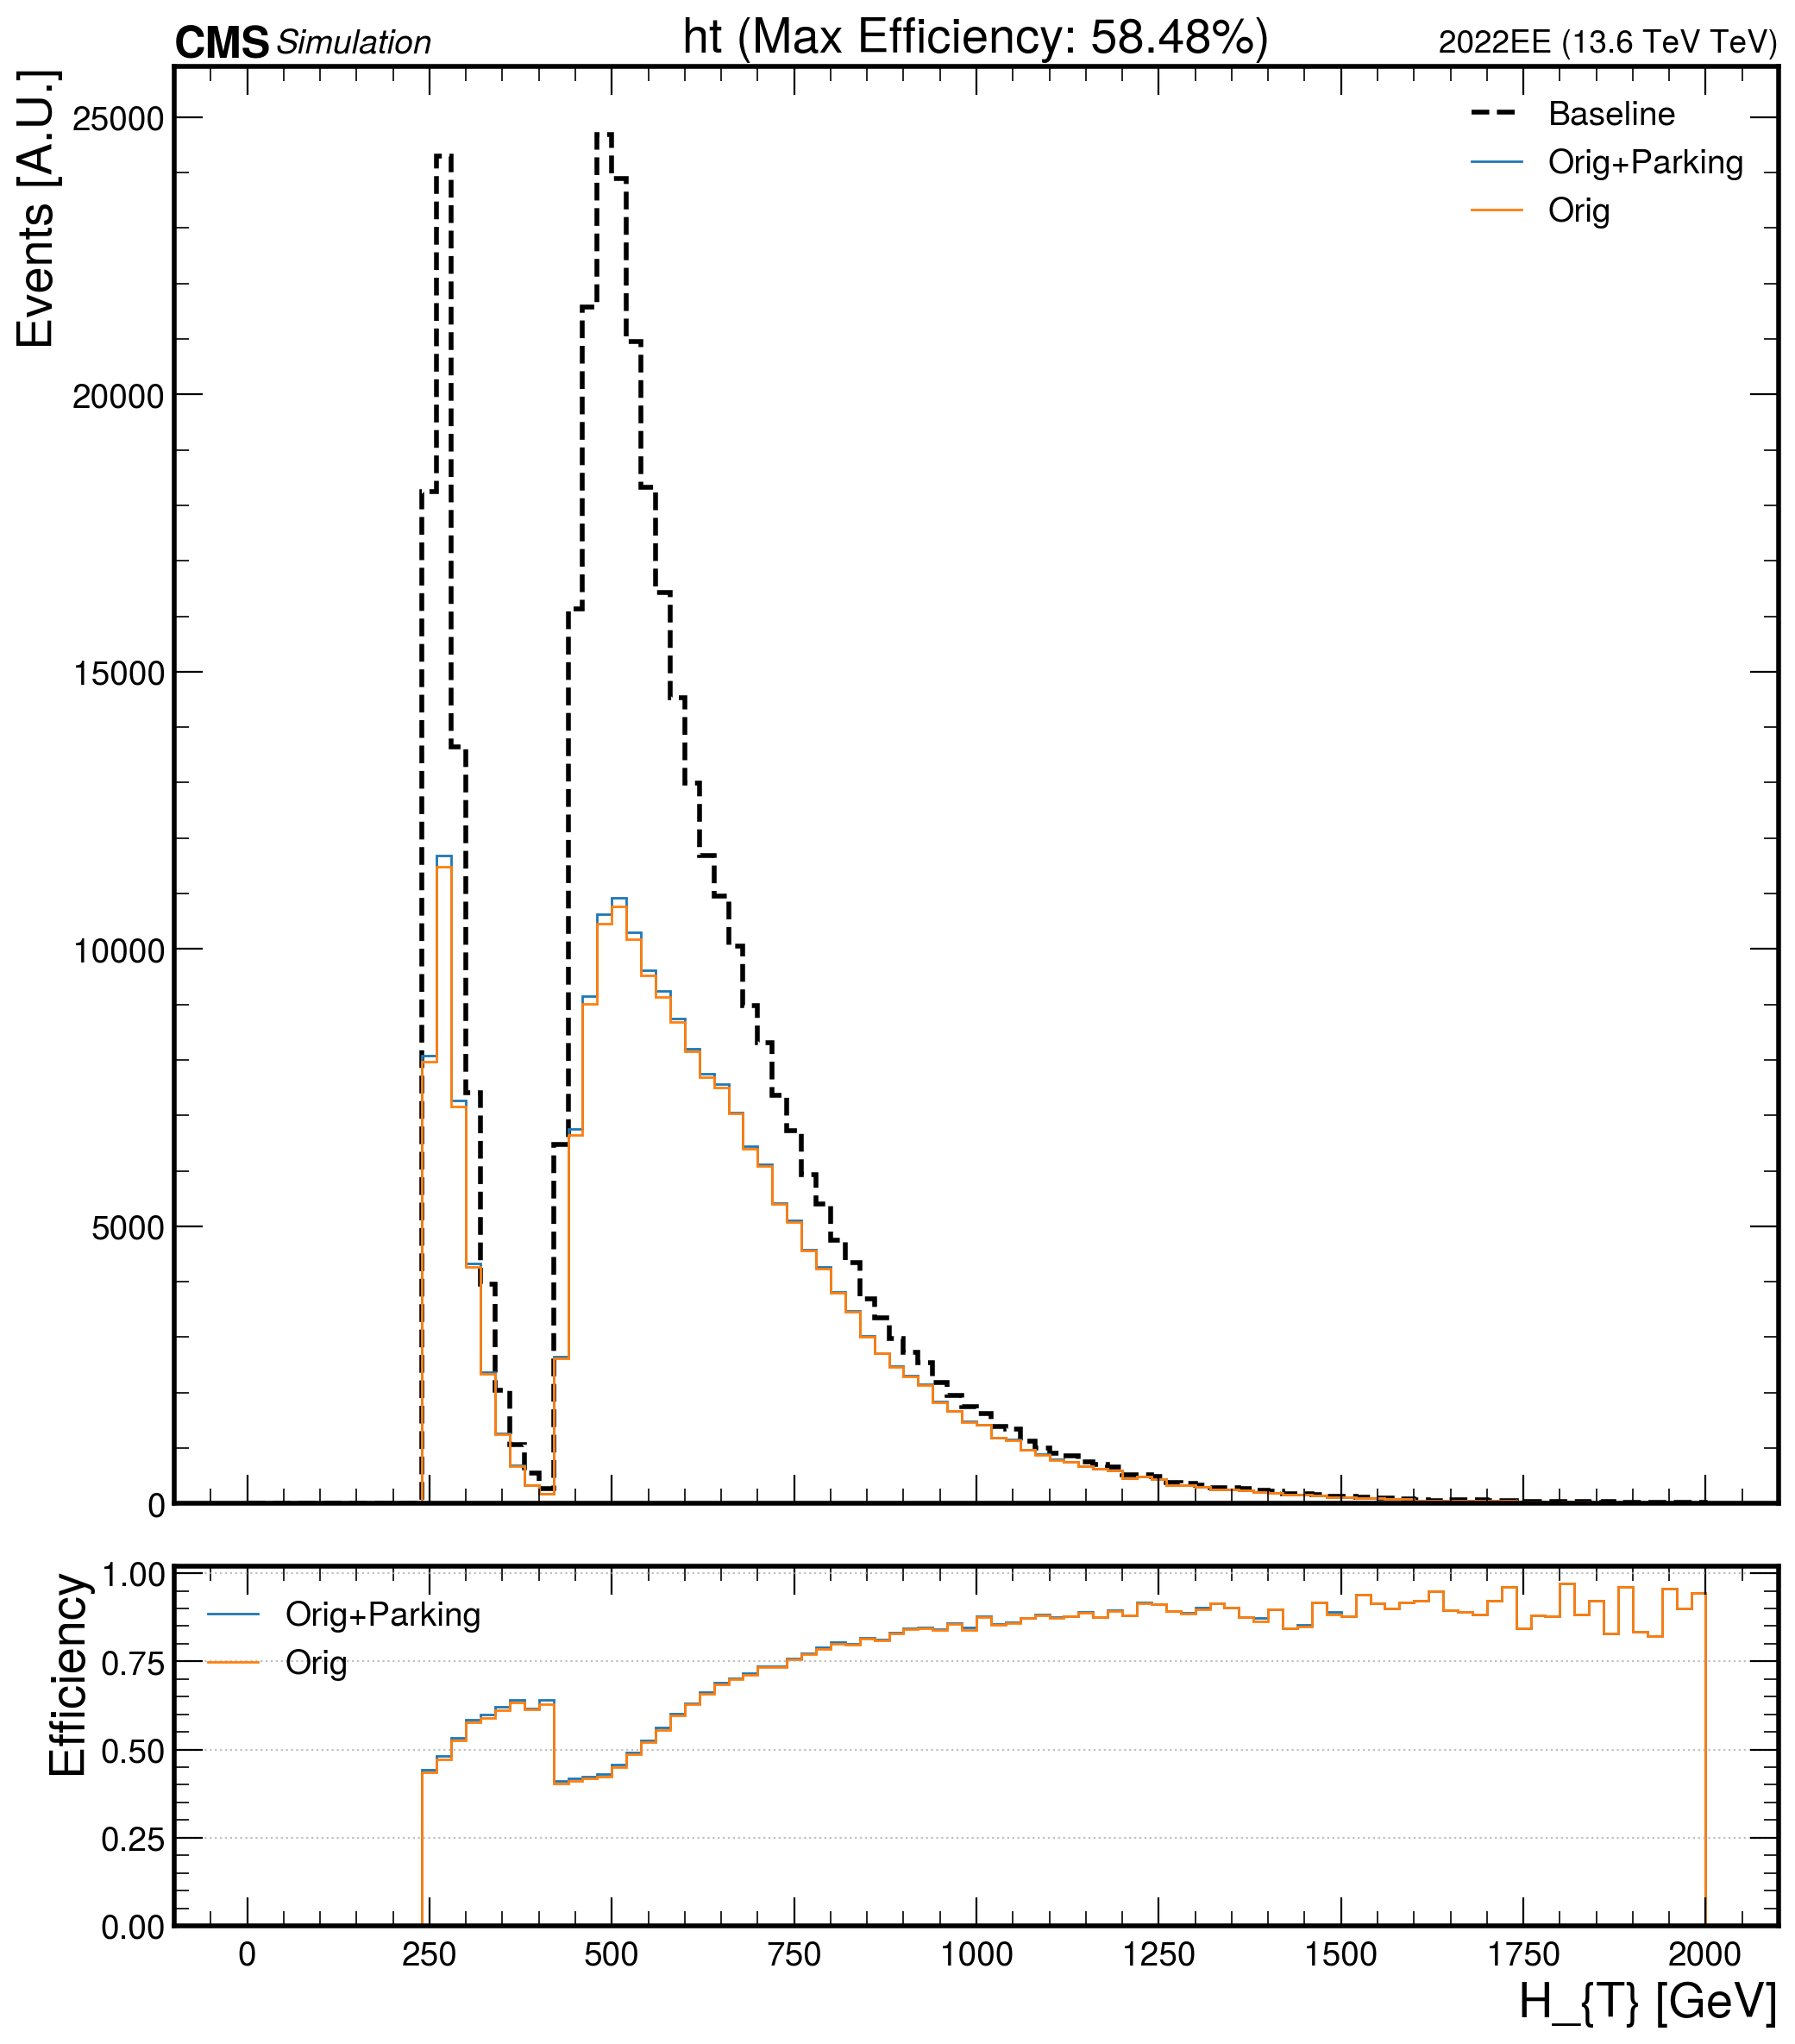 CMS Simulation
ht (Max Efficiency: 58.48%)
2022EE (13.6 TeV TeV)
Events [A.U.]
25000
20000
15000
10000
5000
0
Baseline
Orig+Parking
Orig
Efficiency
1.00
0.75
0.50
0.25
0.00
Orig+Parking
Orig
0 250 500 750 1000 1250 1500 1750 2000
H_{T} [GeV]